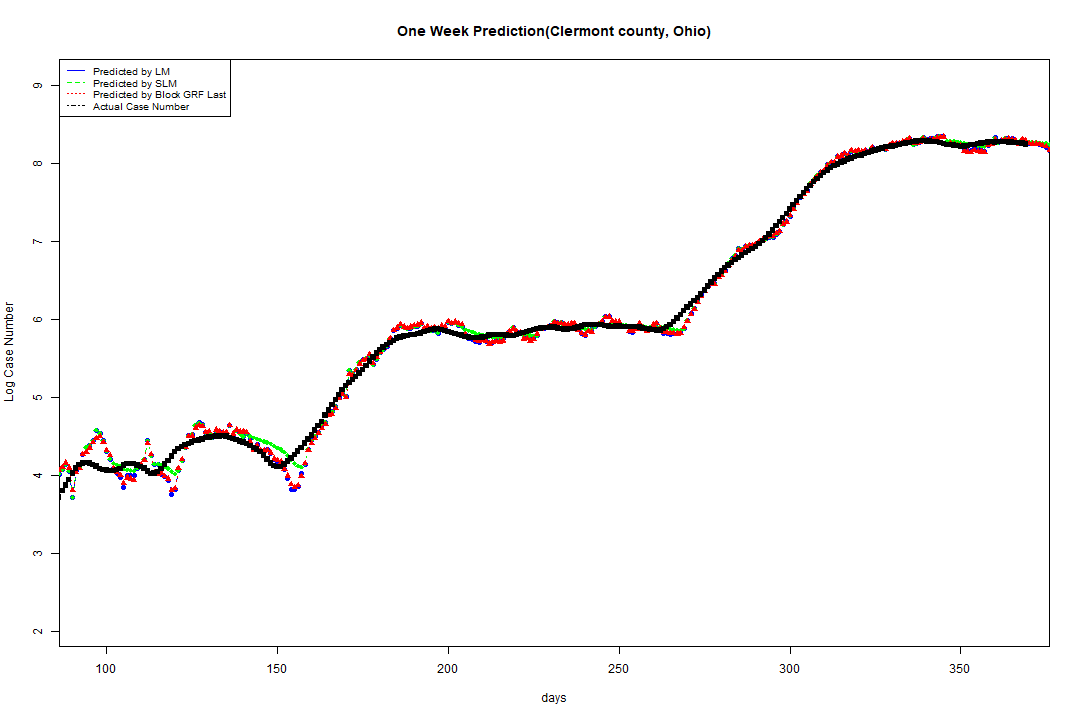 One Week Prediction(Clermont county, Ohio)
Predicted by LM
Predicted by SLM
Predicted by Block GRF Last
Actual Case Number
9
8
7
6
5
4
3
2
Log Case Number
100 150 200 250 300 350
days